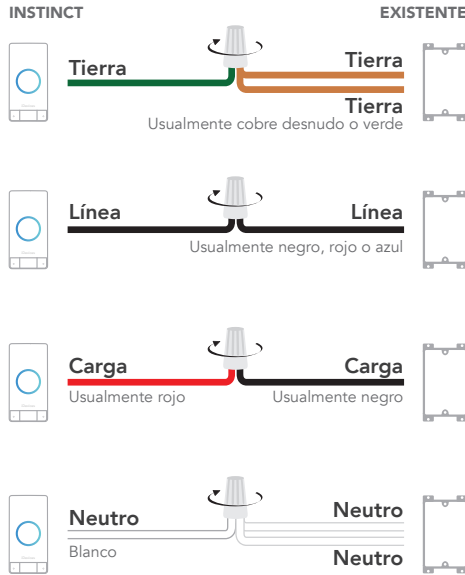 INSTINCT
EXISTENTE
Tierra
Tierra
Tierra
Usualmente cobre desnudo o verde
Línea
Línea
Usualmente negro, rojo o azul
Carga
Carga
Usualmente rojo
Usualmente negro
Neutro
Neutro
Blanco
Neutro